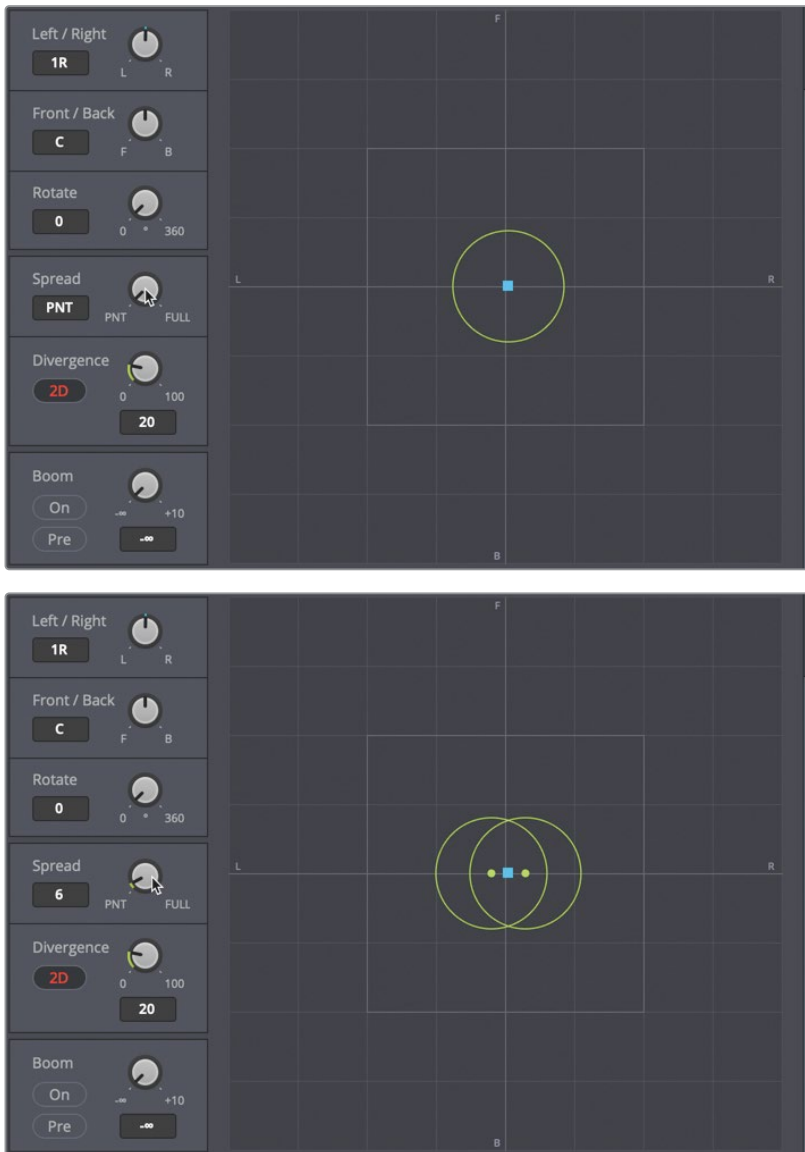 F
Left / Right
1R
L R
Front / Back
C
F B
Rotate
0
0 ° 360
L R
Spread
PNT
PNT FULL
Divergence
2D
0 100
20
Boom
On
-∞ +10
Pre
-∞
B
F
Left / Right
1R
L R
Front / Back
C
F B
Rotate
0
0 ° 360
L R
Spread
6
PNT FULL
Divergence
2D
0 100
20
Boom
On
-∞ +10
Pre
-∞
B